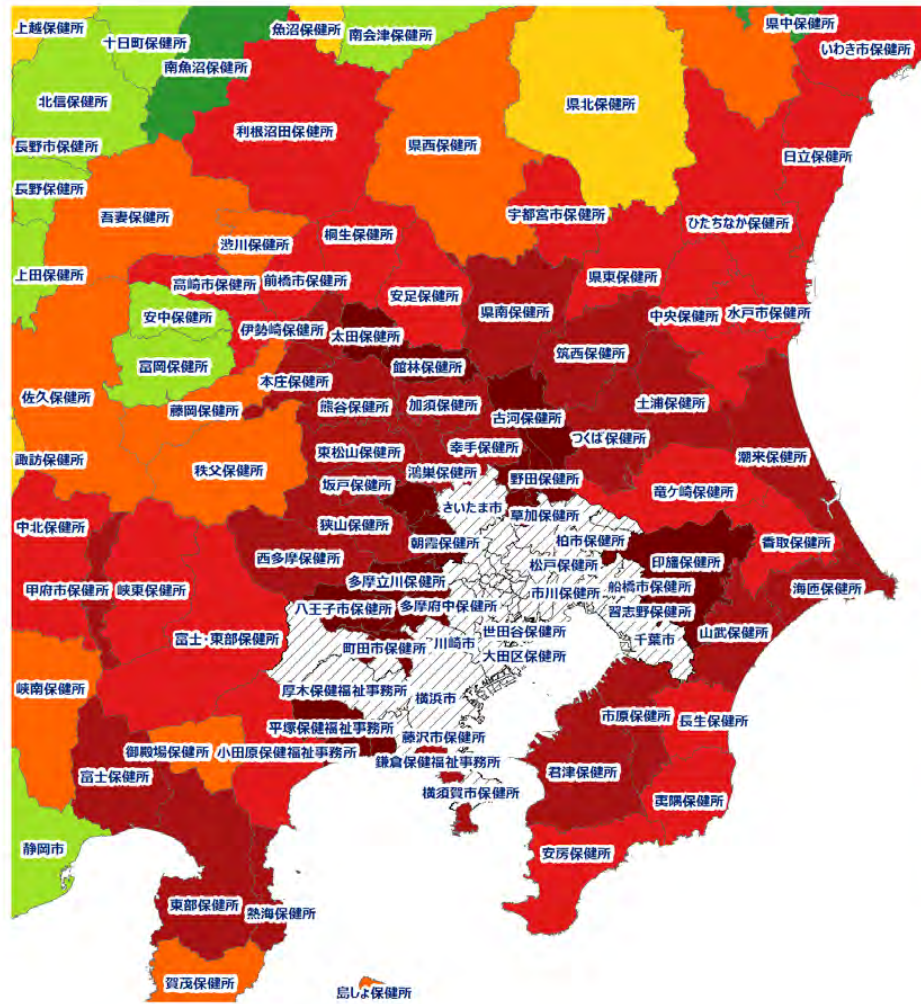 上越保健所
十日町保健所
魚沼保健所
南会津保健所
県中保健所
いわき市保健所
南魚沼保健所
北信保健所
県北保健所
長野市保健所
利根沼田保健所
県西保健所
日立保健所
長野保健所
吾妻保健所
宇都宮市保健所
ひたちなか保健所
渋川保健所
桐生保健所
上田保健所
高崎市保健所
前橋市保健所
安足保健所
県東保健所
安中保健所
伊勢崎保健所
太田保健所
県南保健所
中央保健所
水戸市保健所
富岡保健所
館林保健所
筑西保健所
佐久保健所
本庄保健所
藤岡保健所
熊谷保健所
加須保健所
古河保健所
土浦保健所
つくば保健所
諏訪保健所
秩父保健所
東松山保健所
幸手保健所
潮来保健所
坂戸保健所
鴻巣保健所
野田保健所
竜ケ崎保健所
さいたま市
草加保健所
中北保健所
狭山保健所
朝霞保健所
柏市保健所
香取保健所
西多摩保健所
松戸保健所
印旛保健所
甲府市保健所
峡東保健所
多摩立川保健所
市川保健所
船橋市保健所
海匝保健所
八王子市保健所
多摩府中保健所
習志野保健所
富士・東部保健所
世田谷保健所
千葉市
山武保健所
町田市保健所
川崎市
大田区保健所
峡南保健所
厚木保健福祉事務所
横浜市
市原保健所
長生保健所
平塚保健福祉事務所
藤沢市保健所
御殿場保健所
小田原保健福祉事務所
鎌倉保健福祉事務所
富士保健所
君津保健所
横須賀市保健所
夷隅保健所
静岡市
安房保健所
東部保健所
熱海保健所
賀茂保健所
島しょ保健所